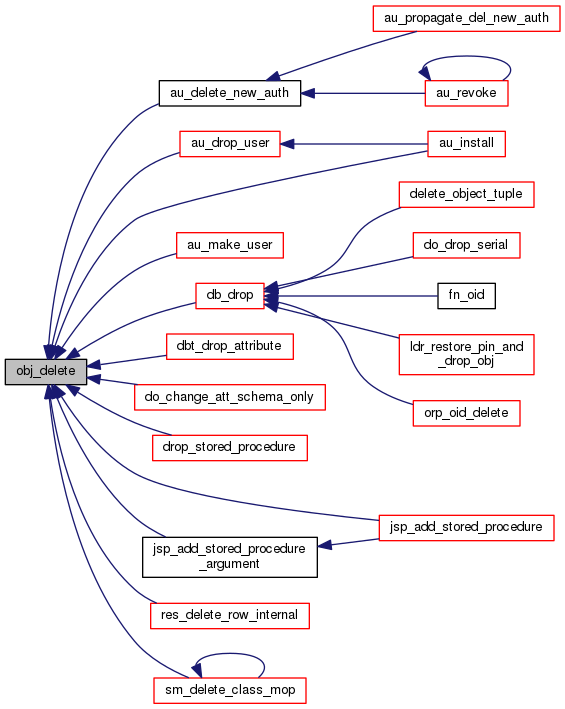 au_propagate_del_new_auth
au_delete_new_auth
au_revoke
au_drop_user
au_install
delete_object_tuple
au_make_user
do_drop_serial
db_drop
fn_oid
dbt_drop_attribute
ldr_restore_pin_and
_drop_obj
obj_delete
do_change_att_schema_only
orp_oid_delete
drop_stored_procedure
jsp_add_stored_procedure
jsp_add_stored_procedure
_argument
res_delete_row_internal
sm_delete_class_mop